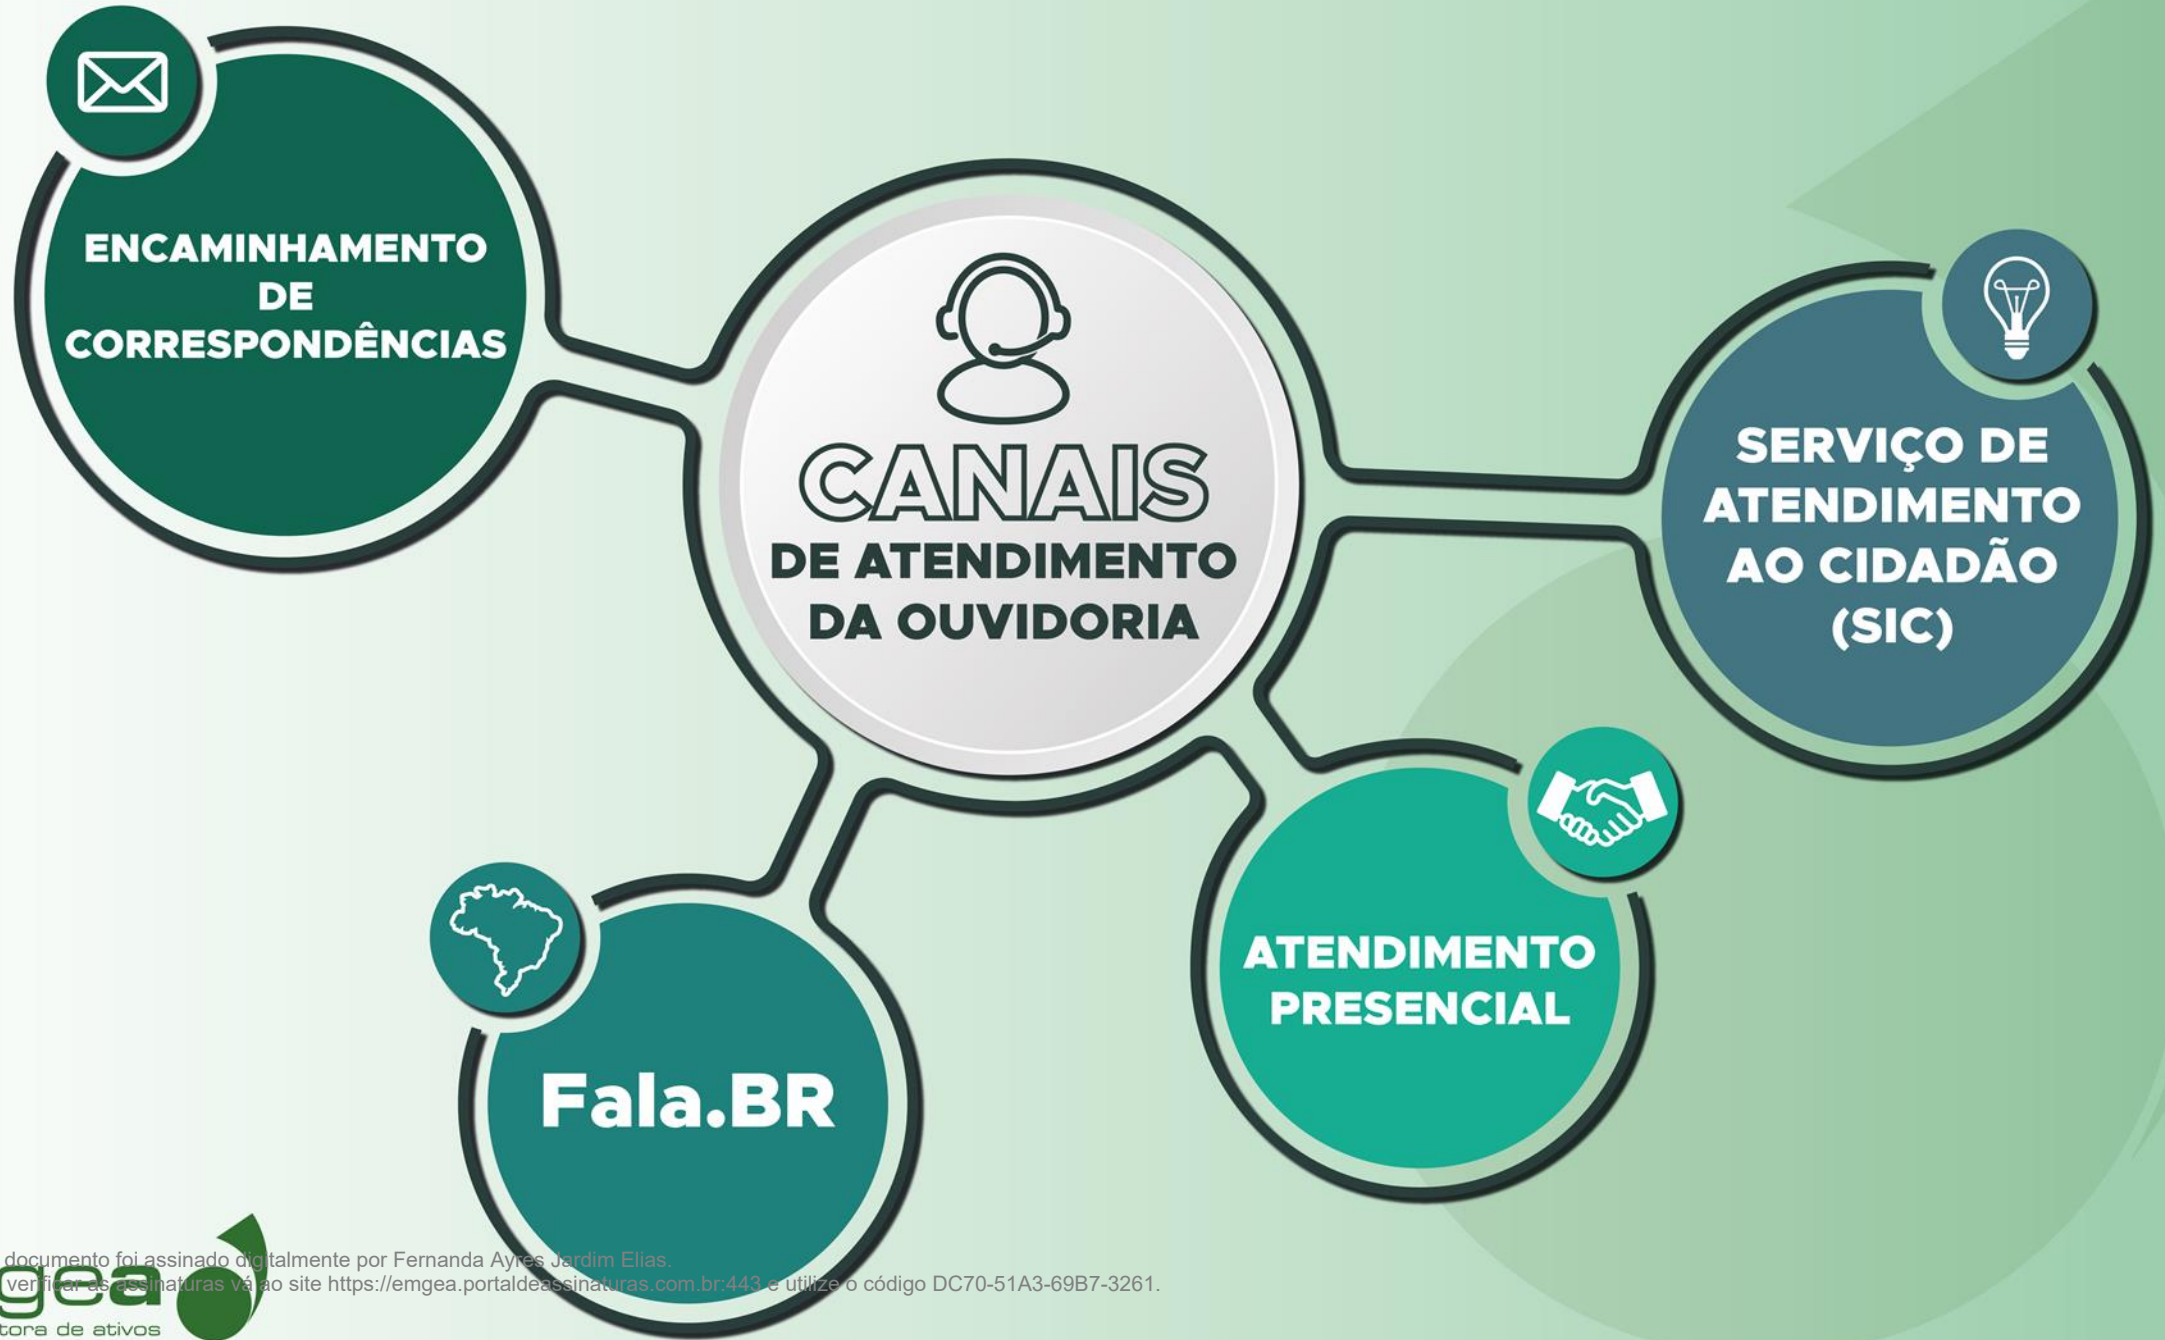 ENCAMINHAMENTO
DE
CORRESPONDÊNCIAS
CANAIS
DE ATENDIMENTO
DA OUVIDORIA
SERVIÇO DE
ATENDIMENTO
AO CIDADÃO
(SIC)
ATENDIMENTO
PRESENCIAL
Fala.BR
documento foi assinado digitalmente por Fernanda Ayres Jardim Elias.
verificar as assinaturas vá ao site https://emgea.portaldeassinaturas.com.br:443 e utilize o código DC70-51A3-69B7-3261.
gea
tora de ativos